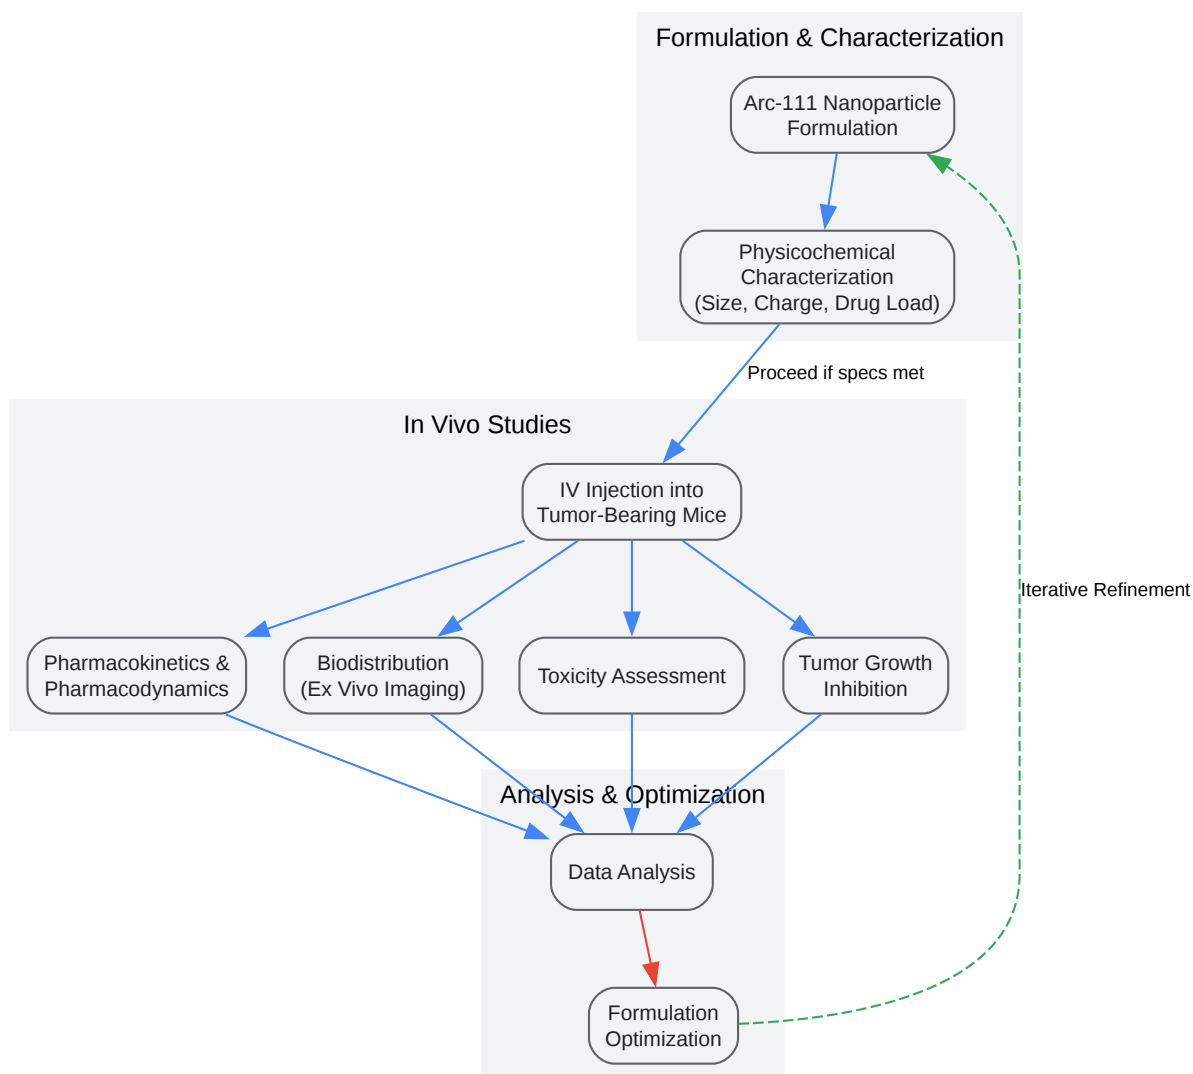 Formulation & Characterization
Arc-111 Nanoparticle
Formulation
Physicochemical
Characterization
(Size, Charge, Drug Load)
Proceed if specs met
In Vivo Studies
IV Injection into
Tumor-Bearing Mice
Iterative Refinement
Pharmacokinetics &
Pharmacodynamics
Biodistribution
(Ex Vivo Imaging)
Toxicity Assessment
Tumor Growth
Inhibition
Analysis & Optimization
Data Analysis
Formulation
Optimization